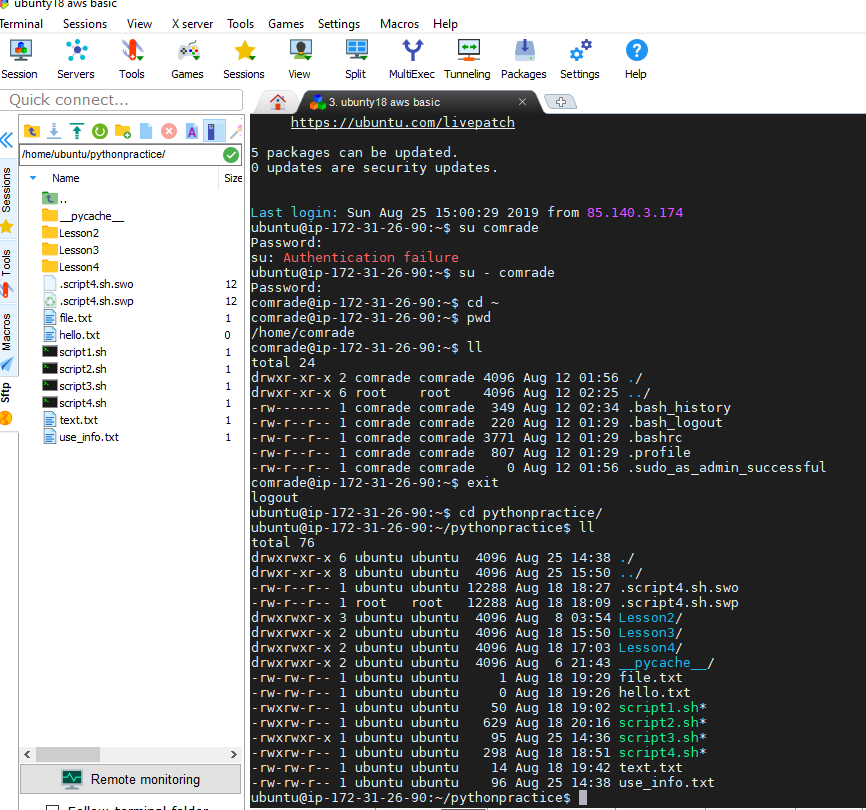 ubunty18 aws basic
Terminal Sessions View X server Tools Games Settings Macros Help
Session Servers Tools Games Sessions View Split MultiExec Tunneling Packages Settings Help
Quick connect...
3. ubunty18 aws basic
/home/ubuntu/pythonpractice/
Name Size
..
__pycache__
Lesson2
Lesson3
Lesson4
.script4.sh.swo 12
.script4.sh.swp 12
file.txt 1
hello.txt 0
script1.sh 1
script2.sh 1
script3.sh 1
script4.sh 1
text.txt 1
use_info.txt 1
Sessions
Tools
Macros
Sftp
Remote monitoring
Follow terminal folder
https://ubuntu.com/livepatch
5 packages can be updated.
0 updates are security updates.
Last login: Sun Aug 25 15:00:29 2019 from 85.140.3.174
ubuntu@ip-172-31-26-90:~$ su comrade
Password:
su: Authentication failure
ubuntu@ip-172-31-26-90:~$ su - comrade
Password:
comrade@ip-172-31-26-90:~$ cd ~
comrade@ip-172-31-26-90:~$ pwd
/home/comrade
comrade@ip-172-31-26-90:~$ ll
total 24
drwxr-xr-x 2 comrade comrade 4096 Aug 12 01:56 ./
drwxr-xr-x 6 root    root    4096 Aug 12 02:25 ../
-rw------- 1 comrade comrade  349 Aug 12 02:34 .bash_history
-rw-r--r-- 1 comrade comrade  220 Aug 12 01:29 .bash_logout
-rw-r--r-- 1 comrade comrade 3771 Aug 12 01:29 .bashrc
-rw-r--r-- 1 comrade comrade  807 Aug 12 01:29 .profile
-rw-r--r-- 1 comrade comrade    0 Aug 12 01:56 .sudo_as_admin_successful
comrade@ip-172-31-26-90:~$ exit
logout
ubuntu@ip-172-31-26-90:~$ cd pythonpractice/
ubuntu@ip-172-31-26-90:~/pythonpractice$ ll
total 76
drwxrwxr-x 6 ubuntu ubuntu  4096 Aug 25 14:38 ./
drwxr-xr-x 8 ubuntu ubuntu  4096 Aug 25 15:50 ../
-rw-r--r-- 1 ubuntu ubuntu 12288 Aug 18 18:27 .script4.sh.swo
-rw-r--r-- 1 root   root   12288 Aug 18 18:09 .script4.sh.swp
drwxrwxr-x 3 ubuntu ubuntu  4096 Aug  8 03:54 Lesson2/
drwxrwxr-x 2 ubuntu ubuntu  4096 Aug 18 15:50 Lesson3/
drwxrwxr-x 2 ubuntu ubuntu  4096 Aug 18 17:03 Lesson4/
drwxrwxr-x 2 ubuntu ubuntu  4096 Aug  6 21:43 __pycache__/
-rw-rw-r-- 1 ubuntu ubuntu     1 Aug 18 19:29 file.txt
-rw-rw-r-- 1 ubuntu ubuntu     0 Aug 18 19:26 hello.txt
-rwxrw-r-- 1 ubuntu ubuntu    50 Aug 18 19:02 script1.sh*
-rwxrw-r-- 1 ubuntu ubuntu   629 Aug 18 20:16 script2.sh*
-rwxrwxr-x 1 ubuntu ubuntu    95 Aug 25 14:36 script3.sh*
-rwxrw-r-- 1 ubuntu ubuntu   298 Aug 18 18:51 script4.sh*
-rw-rw-r-- 1 ubuntu ubuntu    14 Aug 18 19:42 text.txt
-rw-rw-r-- 1 ubuntu ubuntu    96 Aug 25 14:38 use_info.txt
ubuntu@ip-172-31-26-90:~/pythonpractice$